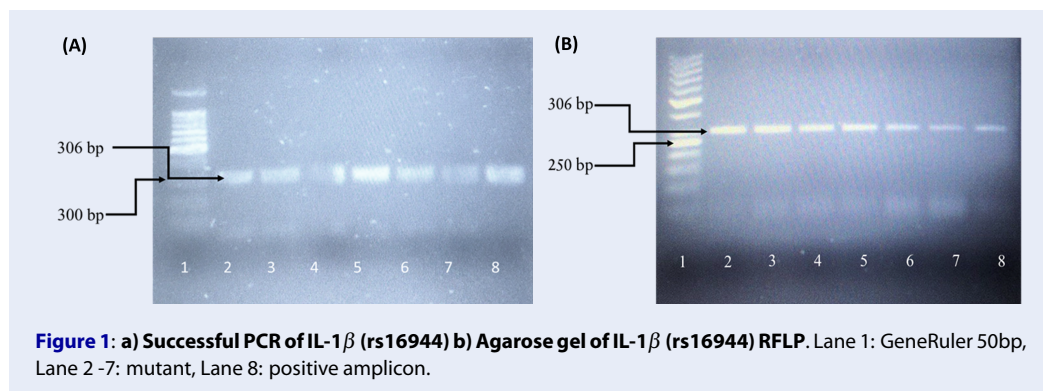 (A)
306 bp
300 bp
1 2 3 4 5 6 7 8
(B)
306 bp
250 bp
1 2 3 4 5 6 7 8
Figure 1: a) Successful PCR of IL-1β (rs16944) b) Agarose gel of IL-1β (rs16944) RFLP. Lane 1: GeneRuler 50bp,
Lane 2 -7: mutant, Lane 8: positive amplicon.